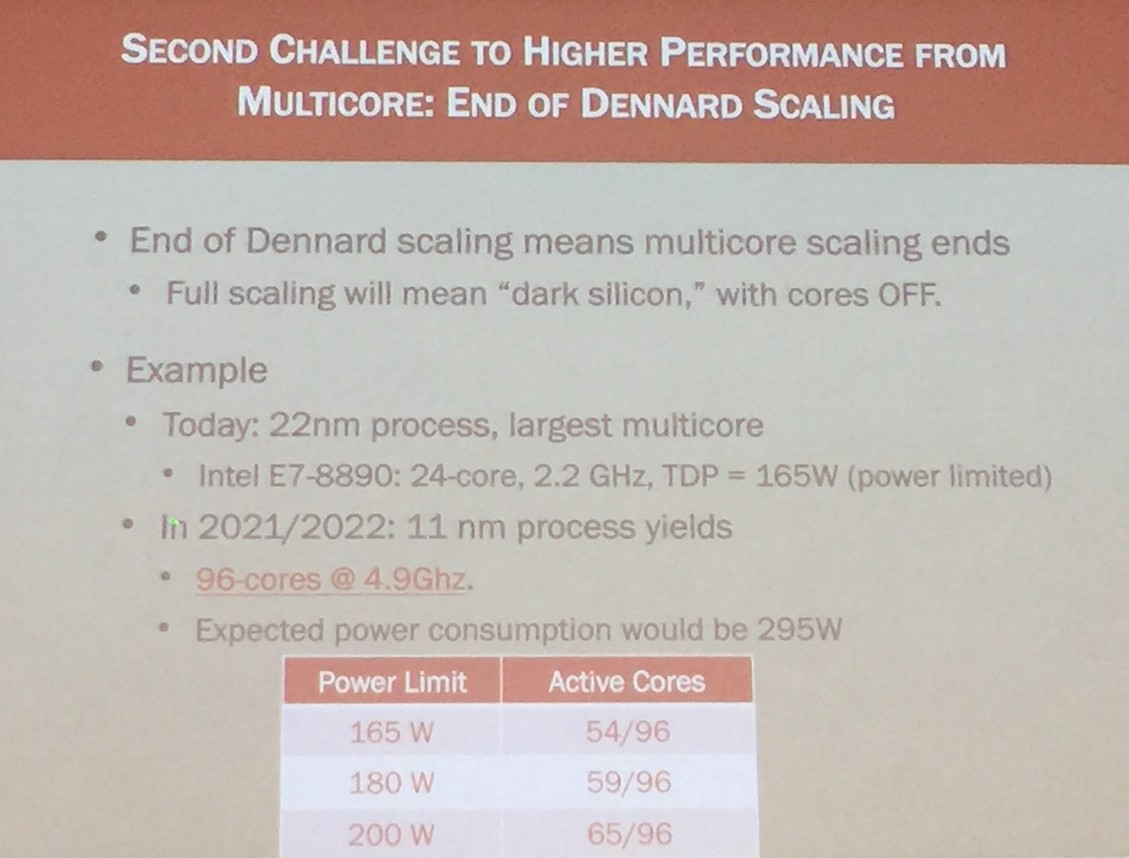 SECOND CHALLENGE TO HIGHER PERFORMANCE FROM
MULTICORE: END OF DENNARD SCALING
• End of Dennard scaling means multicore scaling ends
• Full scaling will mean “dark silicon,” with cores OFF.
• Example
• Today: 22nm process, largest multicore
• Intel E7-8890: 24-core, 2.2 GHz, TDP = 165W (power limited)
• In 2021/2022: 11 nm process yields
• 96-cores @ 4.9Ghz.
• Expected power consumption would be 295W
Power Limit Active Cores
165 W 54/96
180 W 59/96
200 W 65/96